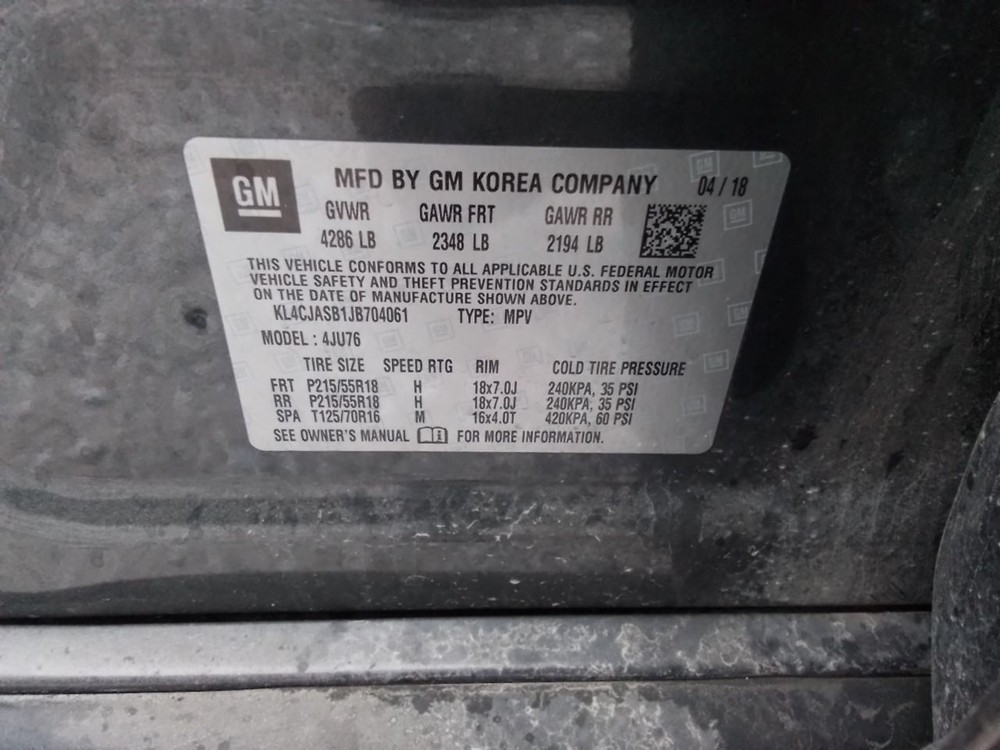 GM MFD BY GM KOREA COMPANY 04 / 18
GVWR GAWR FRT GAWR RR
4286 LB 2348 LB 2194 LB
THIS VEHICLE CONFORMS TO ALL APPLICABLE U.S. FEDERAL MOTOR
VEHICLE SAFETY AND THEFT PREVENTION STANDARDS IN EFFECT
ON THE DATE OF MANUFACTURE SHOWN ABOVE.
KL4CJASB1JB704061 TYPE: MPV
MODEL : 4JU76
TIRE SIZE SPEED RTG RIM COLD TIRE PRESSURE
FRT P215/55R18 H 18x7.0J 240KPA, 35 PSI
RR P215/55R18 H 18x7.0J 240KPA, 35 PSI
SPA T125/70R16 M 16x4.0T 420KPA, 60 PSI
SEE OWNER'S MANUAL FOR MORE INFORMATION.